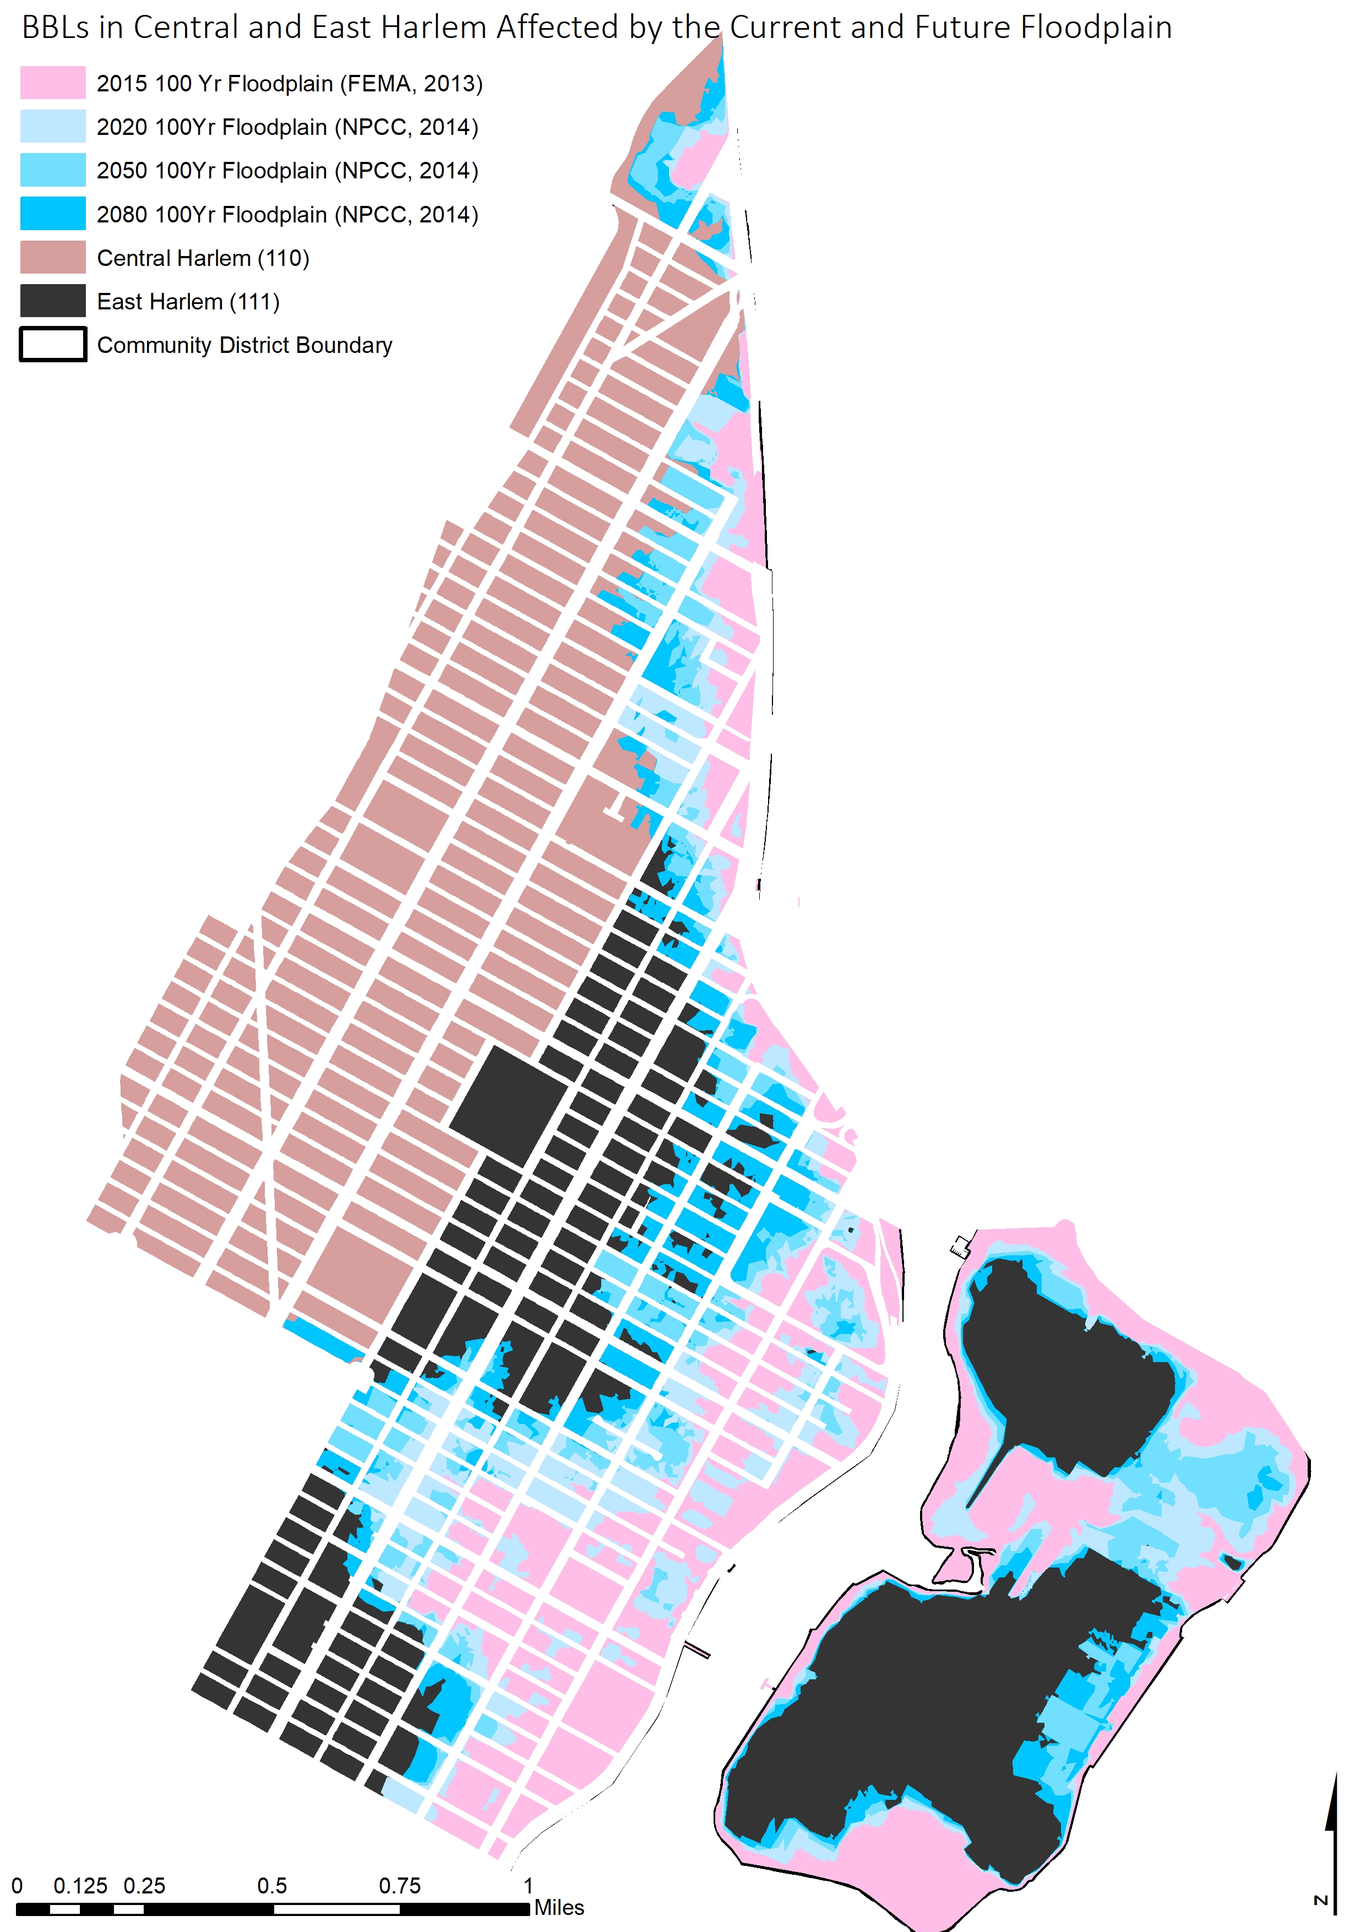 BBLs in Central and East Harlem Affected by the Current and Future Floodplain
2015 100 Yr Floodplain (FEMA, 2013)
2020 100Yr Floodplain (NPCC, 2014)
2050 100Yr Floodplain (NPCC, 2014)
2080 100Yr Floodplain (NPCC, 2014)
Central Harlem (110)
East Harlem (111)
Community District Boundary
0 0.125 0.25 0.5 0.75 1
Miles
N